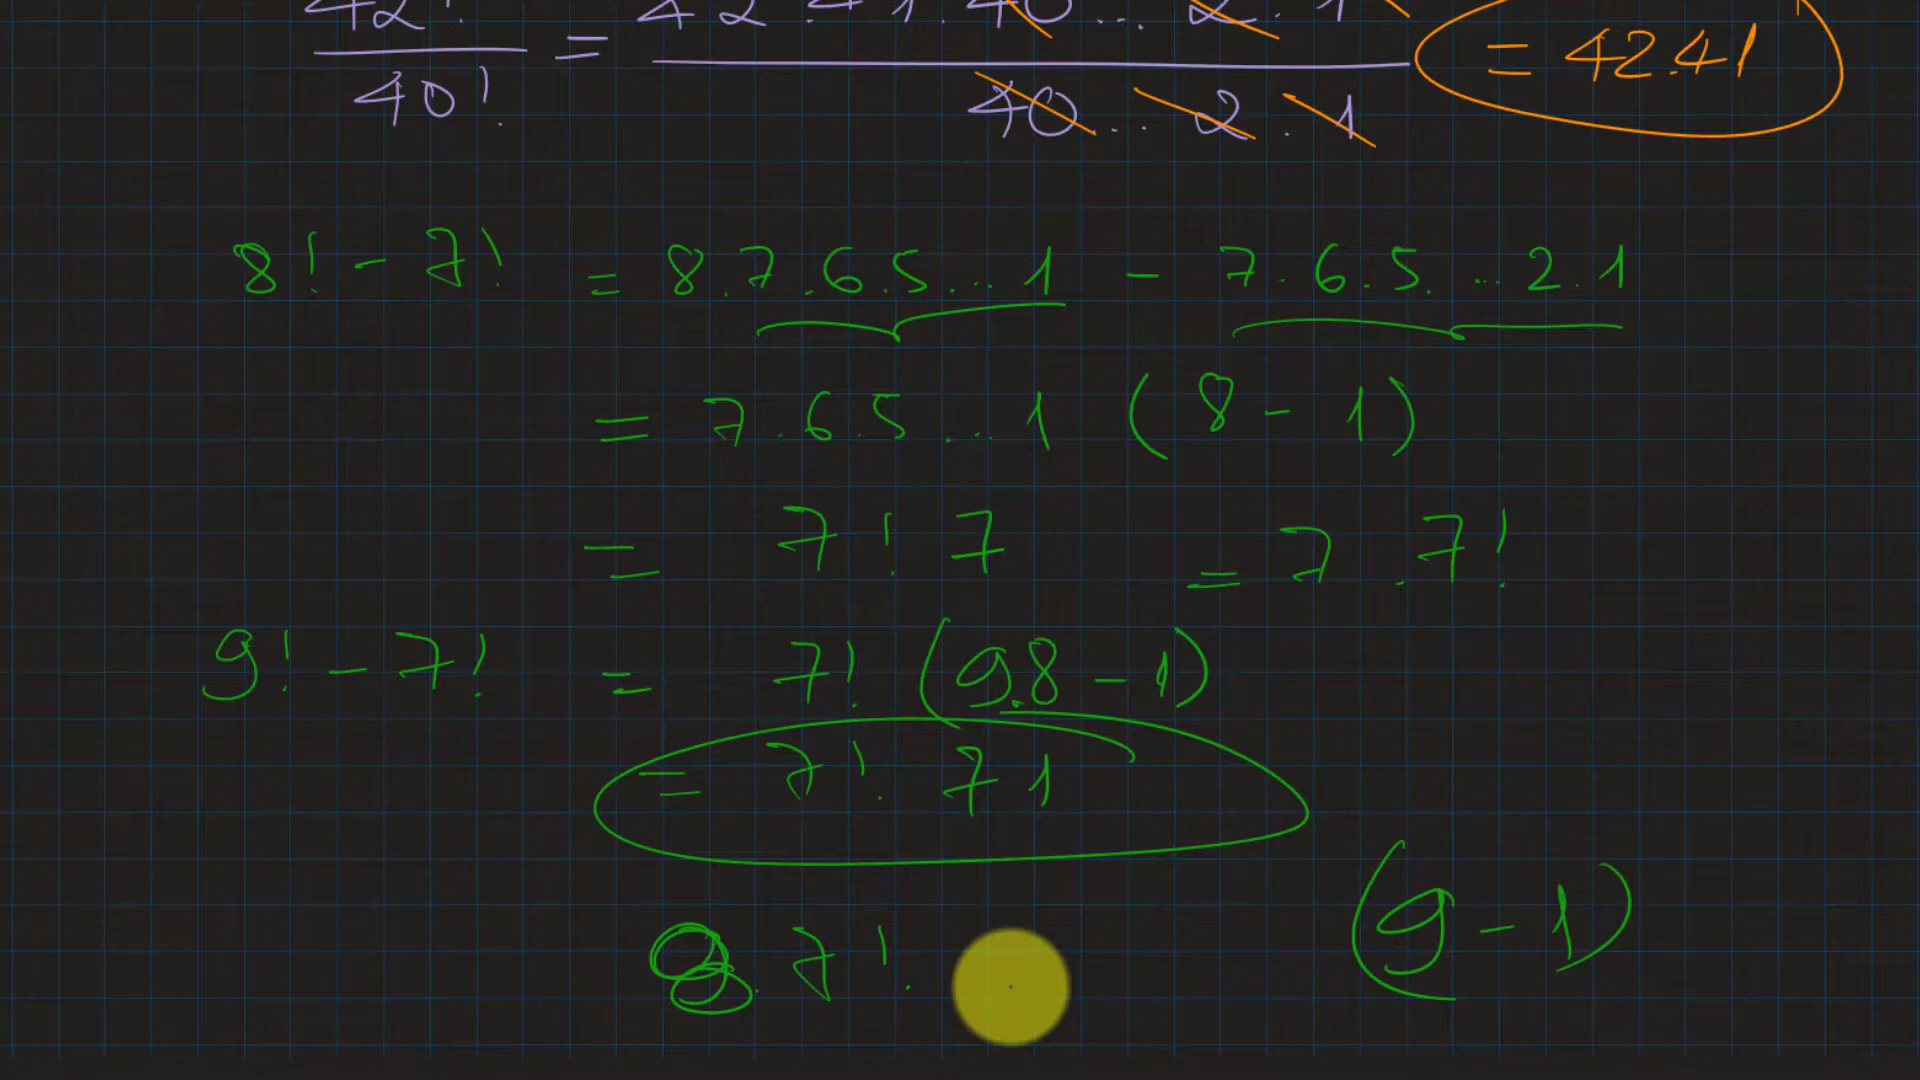 42! / 40! = 42 . 41 . 40 ... 2 . 1 / 40 ... 2 . 1 = 42.41
8! - 7! = 8.7.6.5...1 - 7.6.5....2.1
= 7.6.5...1 (8 - 1)
= 7! 7 = 7.7!
9! - 7! = 7! (9.8 - 1)
= 7! 71
8.7! (9 - 1)